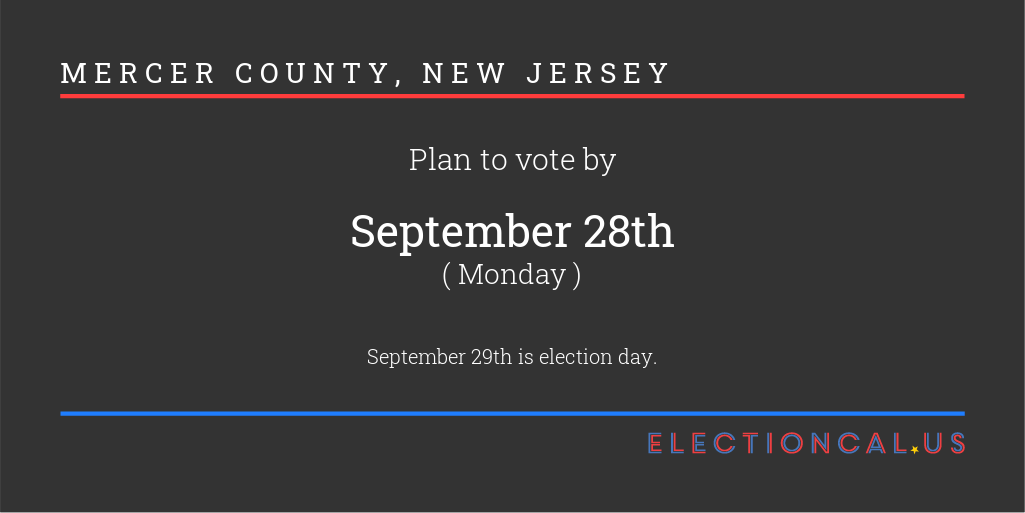 MERCER COUNTY, NEW JERSEY
Plan to vote by
September 28th
( Monday )
September 29th is election day.
ELECTIONCAL.US